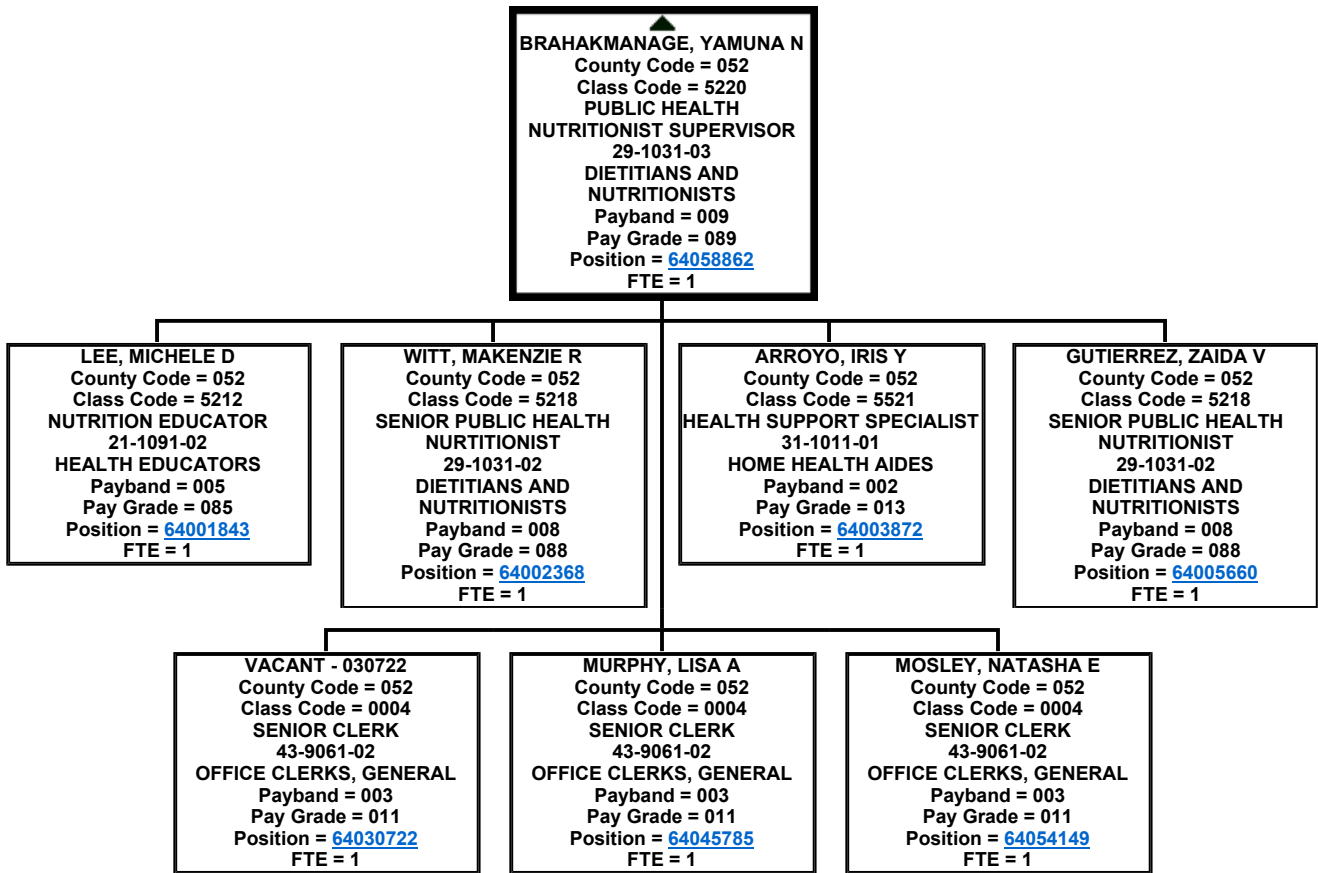 BRAHAKMANAGE, YAMUNA N
County Code = 052
Class Code = 5220
PUBLIC HEALTH
NUTRITIONIST SUPERVISOR
29-1031-03
DIETITIANS AND
NUTRITIONISTS
Payband = 009
Pay Grade = 089
Position = 64058862
FTE = 1
LEE, MICHELE D
County Code = 052
Class Code = 5212
NUTRITION EDUCATOR
21-1091-02
HEALTH EDUCATORS
Payband = 005
Pay Grade = 085
Position = 64001843
FTE = 1
WITT, MAKENZIE R
County Code = 052
Class Code = 5218
SENIOR PUBLIC HEALTH
NURTITIONIST
29-1031-02
DIETITIANS AND
NUTRITIONISTS
Payband = 008
Pay Grade = 088
Position = 64002368
FTE = 1
ARROYO, IRIS Y
County Code = 052
Class Code = 5521
HEALTH SUPPORT SPECIALIST
31-1011-01
HOME HEALTH AIDES
Payband = 002
Pay Grade = 013
Position = 64003872
FTE = 1
GUTIERREZ, ZAIDA V
County Code = 052
Class Code = 5218
SENIOR PUBLIC HEALTH
NUTRITIONIST
29-1031-02
DIETITIANS AND
NUTRITIONISTS
Payband = 008
Pay Grade = 088
Position = 64005660
FTE = 1
VACANT - 030722
County Code = 052
Class Code = 0004
SENIOR CLERK
43-9061-02
OFFICE CLERKS, GENERAL
Payband = 003
Pay Grade = 011
Position = 64030722
FTE = 1
MURPHY, LISA A
County Code = 052
Class Code = 0004
SENIOR CLERK
43-9061-02
OFFICE CLERKS, GENERAL
Payband = 003
Pay Grade = 011
Position = 64045785
FTE = 1
MOSLEY, NATASHA E
County Code = 052
Class Code = 0004
SENIOR CLERK
43-9061-02
OFFICE CLERKS, GENERAL
Payband = 003
Pay Grade = 011
Position = 64054149
FTE = 1